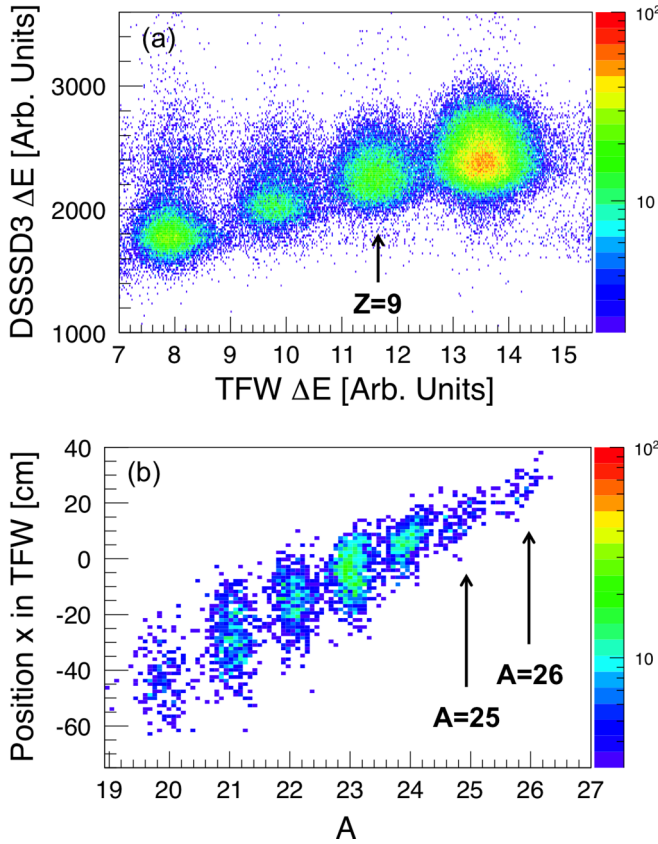 (a)
DSSSD3 ΔE [Arb. Units]
3000
2000
1000
7 8 9 10 11 12 13 14 15
TFW ΔE [Arb. Units]
Z=9
10²
10
(b)
Position x in TFW [cm]
40
20
0
-20
-40
-60
19 20 21 22 23 24 25 26 27
A
A=25
A=26
10²
10